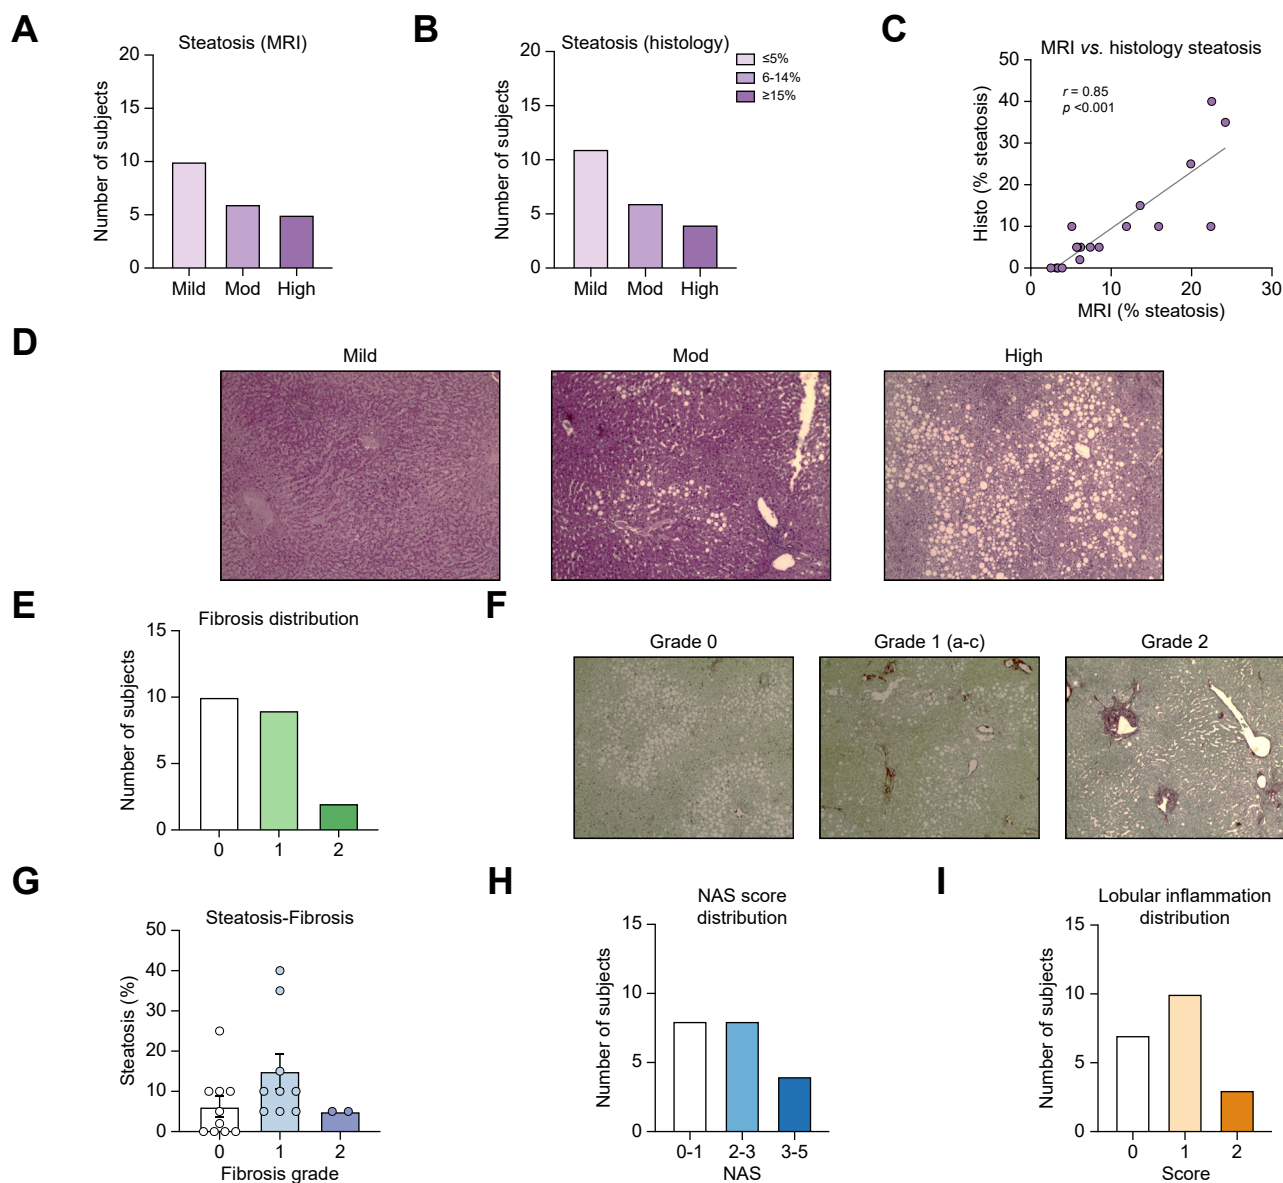 A
Steatosis (MRI)
Number of subjects
20
15
10
5
0
Mild Mod High
B
Steatosis (histology)
≤5%
6-14%
≥15%
Number of subjects
20
15
10
5
0
Mild Mod High
C
MRI vs. histology steatosis
r = 0.85
p <0.001
Histo (% steatosis)
50
40
30
20
10
0
0 10 20 30
MRI (% steatosis)
D
Mild
Mod
High
E
Fibrosis distribution
Number of subjects
15
10
5
0
0 1 2
F
Grade 0
Grade 1 (a-c)
Grade 2
G
Steatosis-Fibrosis
Steatosis (%)
50
40
30
20
10
0
0 1 2
Fibrosis grade
H
NAS score
distribution
Number of subjects
15
10
5
0
0-1 2-3 3-5
NAS
I
Lobular inflammation
distribution
Number of subjects
15
10
5
0
0 1 2
Score